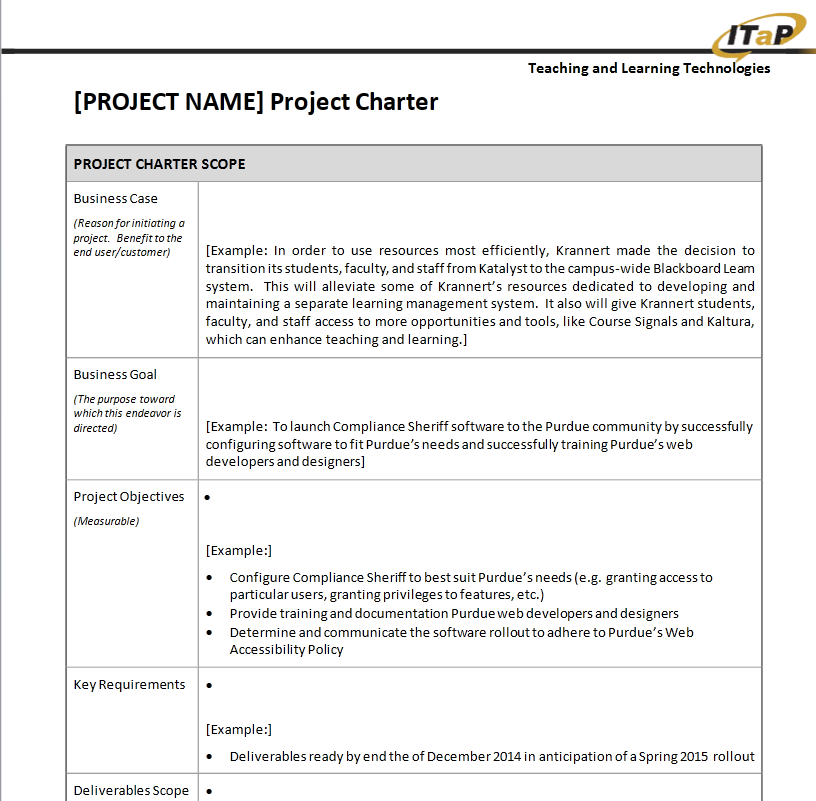 ITaP
Teaching and Learning Technologies
[PROJECT NAME] Project Charter
PROJECT CHARTER SCOPE
Business Case
(Reason for initiating a
project. Benefit to the
end user/customer)
[Example: In order to use resources most efficiently, Krannert made the decision to
transition its students, faculty, and staff from Katalyst to the campus-wide Blackboard Leam
system. This will alleviate some of Krannert's resources dedicated to developing and
maintaining a separate learning management system. It also will give Krannert students,
faculty, and staff access to more opportunities and tools, like Course Signals and Kaltura,
which can enhance teaching and learning.]
Business Goal
(The purpose toward
which this endeavor is
directed)
[Example: To launch Compliance Sheriff software to the Purdue community by successfully
configuring software to fit Purdue's needs and successfully training Purdue's web
developers and designers]
Project Objectives
(Measurable)
•
[Example:]
• Configure Compliance Sheriff to best suit Purdue's needs (e.g. granting access to
particular users, granting privileges to features, etc.)
• Provide training and documentation Purdue web developers and designers
• Determine and communicate the software rollout to adhere to Purdue's Web
Accessibility Policy
Key Requirements
•
[Example:]
• Deliverables ready by end the of December 2014 in anticipation of a Spring 2015 rollout
Deliverables Scope
•